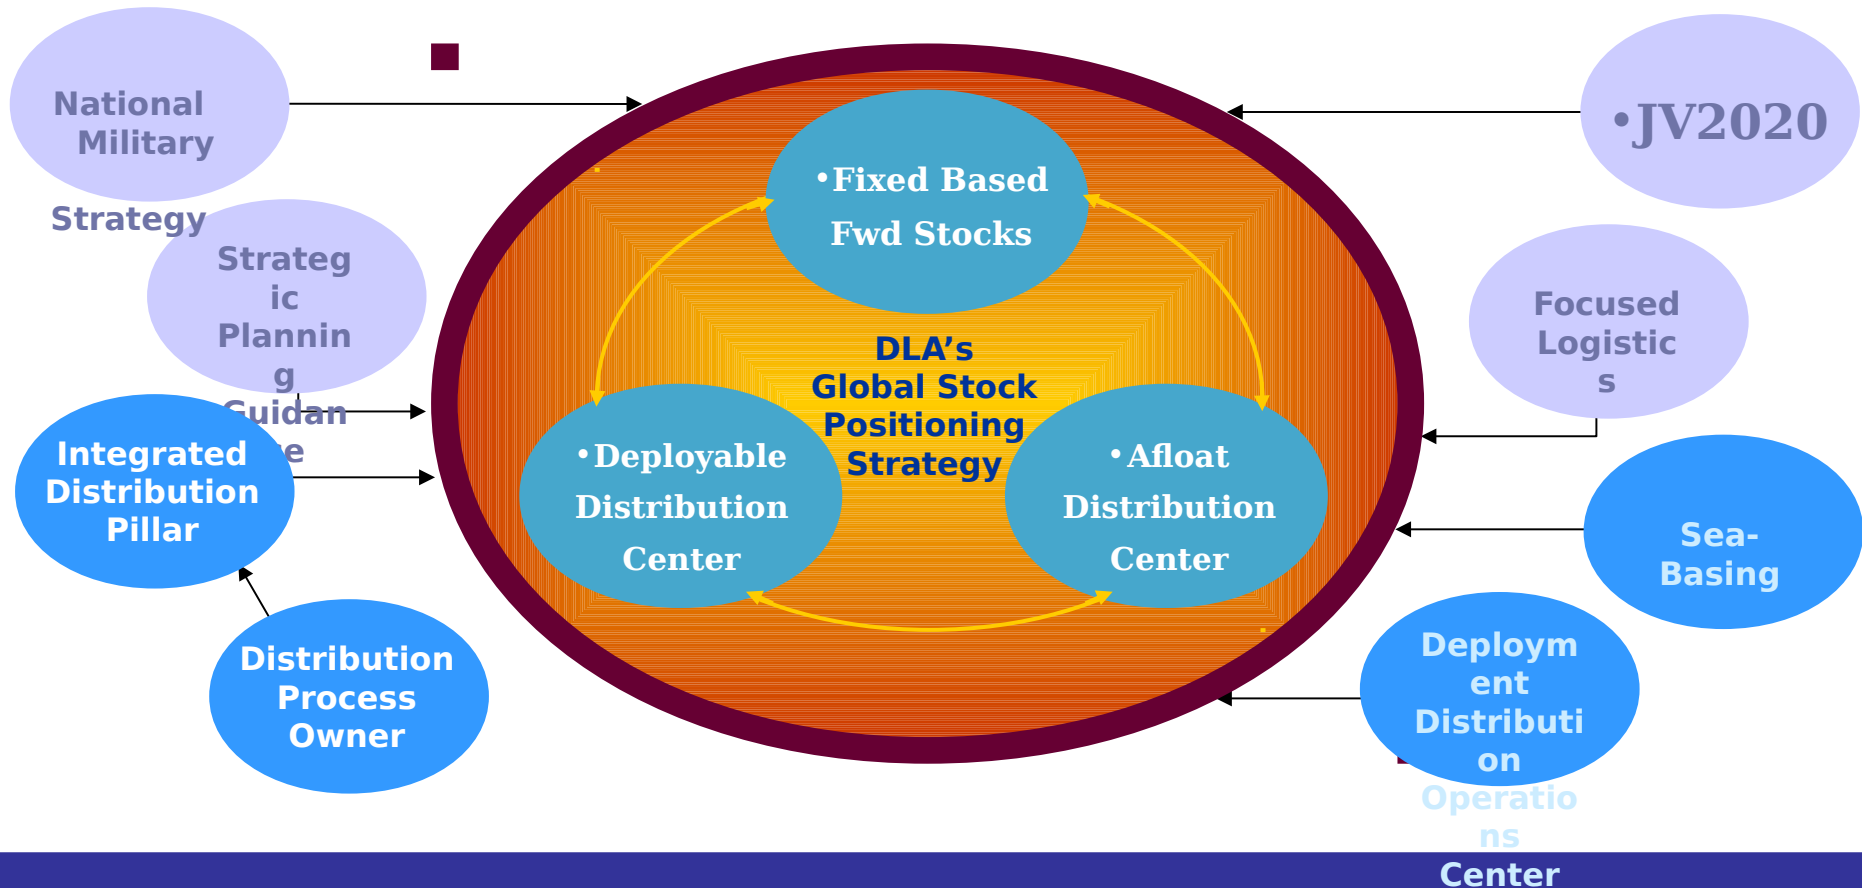 National
Military
Strategy
Strateg
ic
Plannin
g
Guidan
e
Integrated
Distribution
Pillar
Distribution
Process
Owner
•Fixed Based
Fwd Stocks
DLA’s
Global Stock
Positioning
Strategy
•Deployable
Distribution
Center
•Afloat
Distribution
Center
•JV2020
Focused
Logistic
s
Sea-
Basing
Deploym
ent
Distributi
on
Operatio
ns
Center